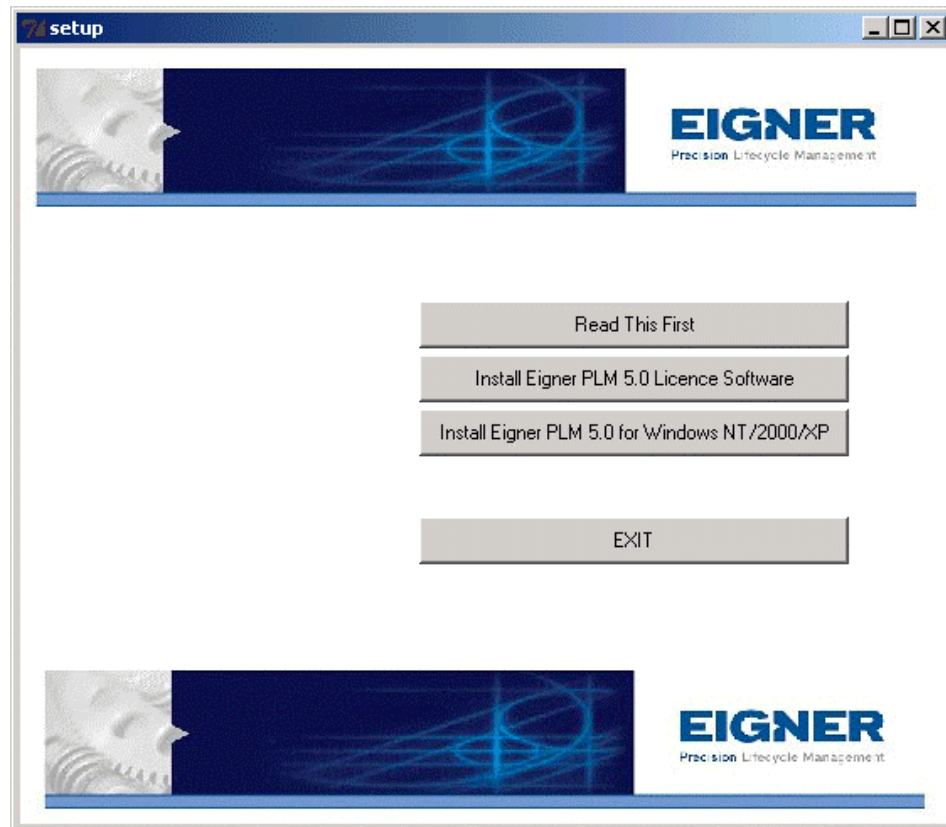 setup
EIGNER
Precision Lifecycle Management
Read This First
Install Eigner PLM 5.0 Licence Software
Install Eigner PLM 5.0 for Windows NT/2000/XP
EXIT
EIGNER
Precision Lifecycle Management